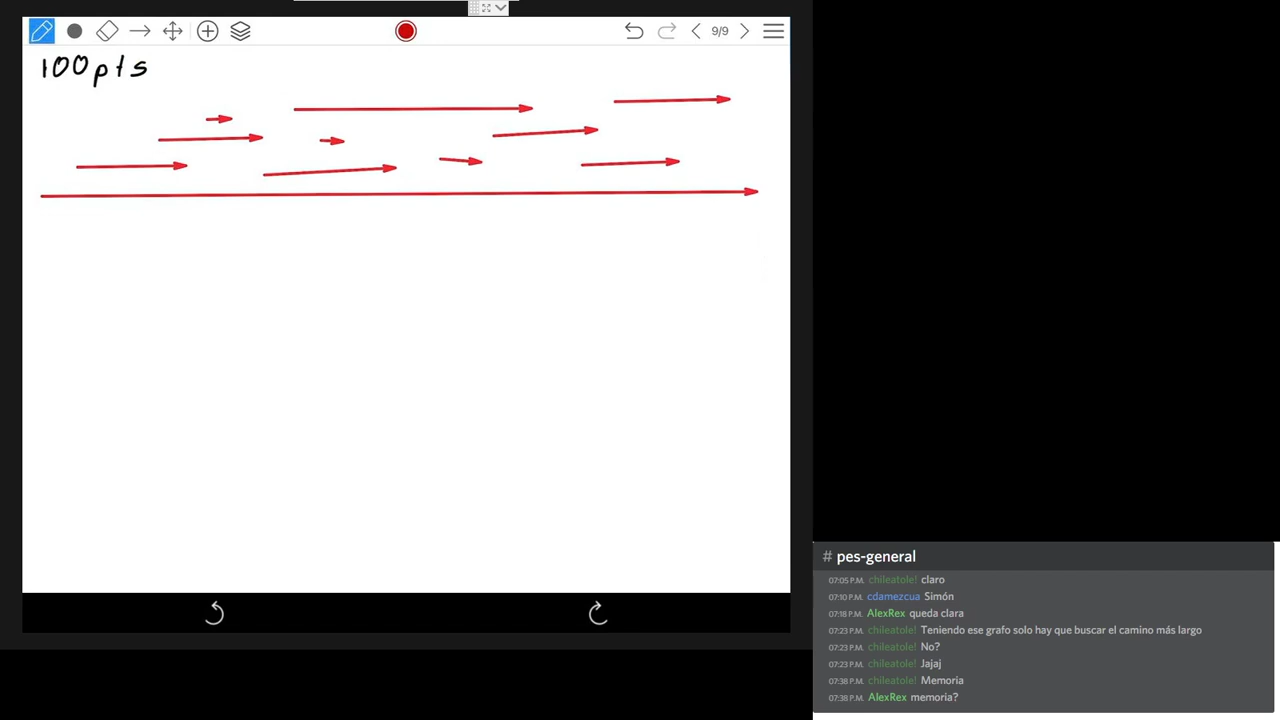 9/9
100pts
# pes-general
07:05 P.M. chileatole! claro
07:10 P.M. cdamezcua Simón
07:18 P.M. AlexRex queda clara
07:23 P.M. chileatole! Teniendo ese grafo solo hay que buscar el camino más largo
07:23 P.M. chileatole! No?
07:23 P.M. chileatole! Jajaj
07:38 P.M. chileatole! Memoria
07:38 P.M. AlexRex memoria?